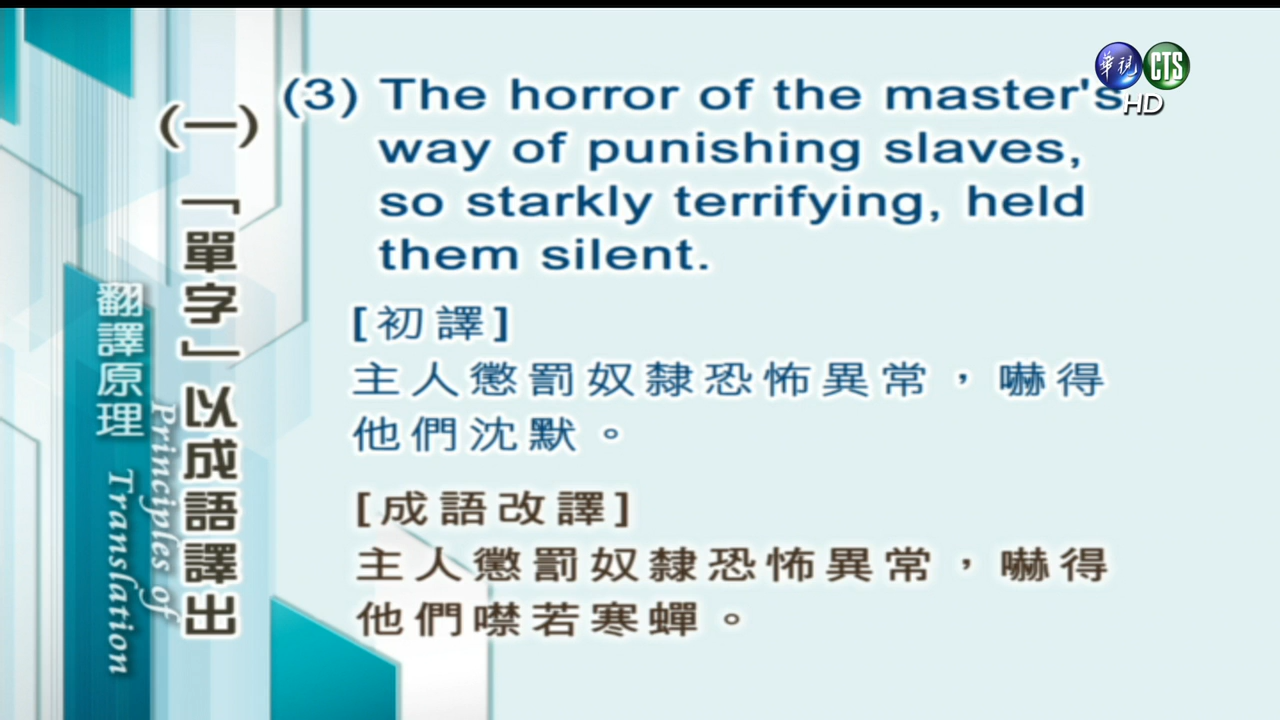 華視 CTS
HD
(3) The horror of the master's
way of punishing slaves,
so starkly terrifying, held
them silent.
[初譯]
主人懲罰奴隸恐怖異常，嚇得
他們沈默。
[成語改譯]
主人懲罰奴隸恐怖異常，嚇得
他們噤若寒蟬。
(一)「單字」以成語譯出
翻譯原理
Principles of
Translation